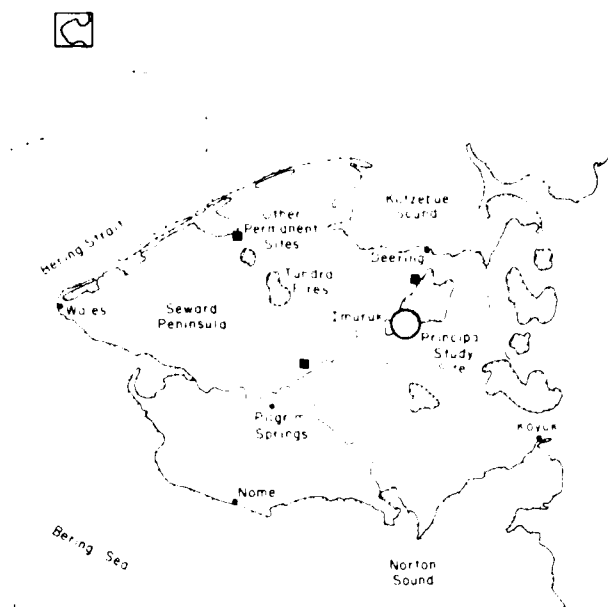 Other
Permanent
Sites
Kotzebue
Sound
Bering Strait
Deering
Tundra
Fires
Wales
Seward
Peninsula
Imuruk
Principal
Study
Site
Pilgrim
Springs
Koyuk
Nome
Bering Sea
Norton
Sound